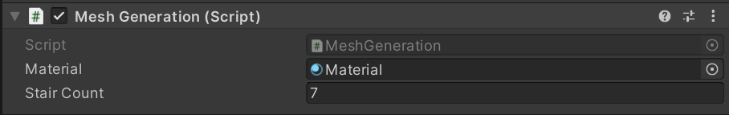 Mesh Generation (Script)
Script MeshGeneration
Material Material
Stair Count 7